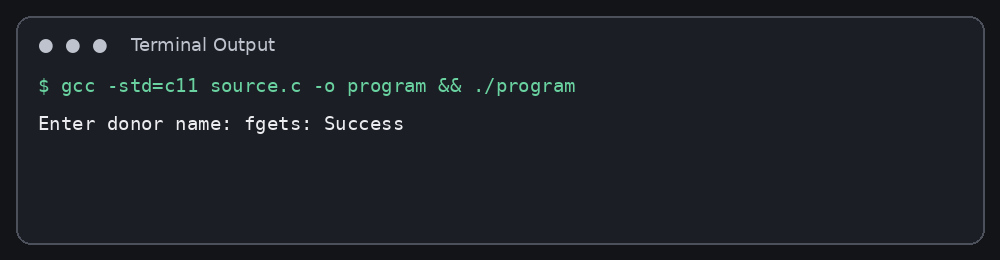 Terminal Output
$ gcc -std=c11 source.c -o program && ./program
Enter donor name: fgets: Success